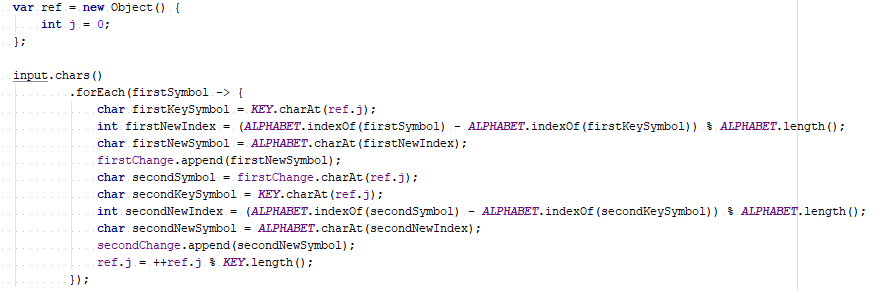 var ref = new Object() {
    int j = 0;
};
input.chars()
        .forEach(firstSymbol -> {
            char firstKeySymbol = KEY.charAt(ref.j);
            int firstNewIndex = (ALPHABET.indexOf(firstSymbol) - ALPHABET.indexOf(firstKeySymbol)) % ALPHABET.length();
            char firstNewSymbol = ALPHABET.charAt(firstNewIndex);
            firstChange.append(firstNewSymbol);
            char secondSymbol = firstChange.charAt(ref.j);
            char secondKeySymbol = KEY.charAt(ref.j);
            int secondNewIndex = (ALPHABET.indexOf(secondSymbol) - ALPHABET.indexOf(secondKeySymbol)) % ALPHABET.length();
            char secondNewSymbol = ALPHABET.charAt(secondNewIndex);
            secondChange.append(secondNewSymbol);
            ref.j = ++ref.j % KEY.length();
        });